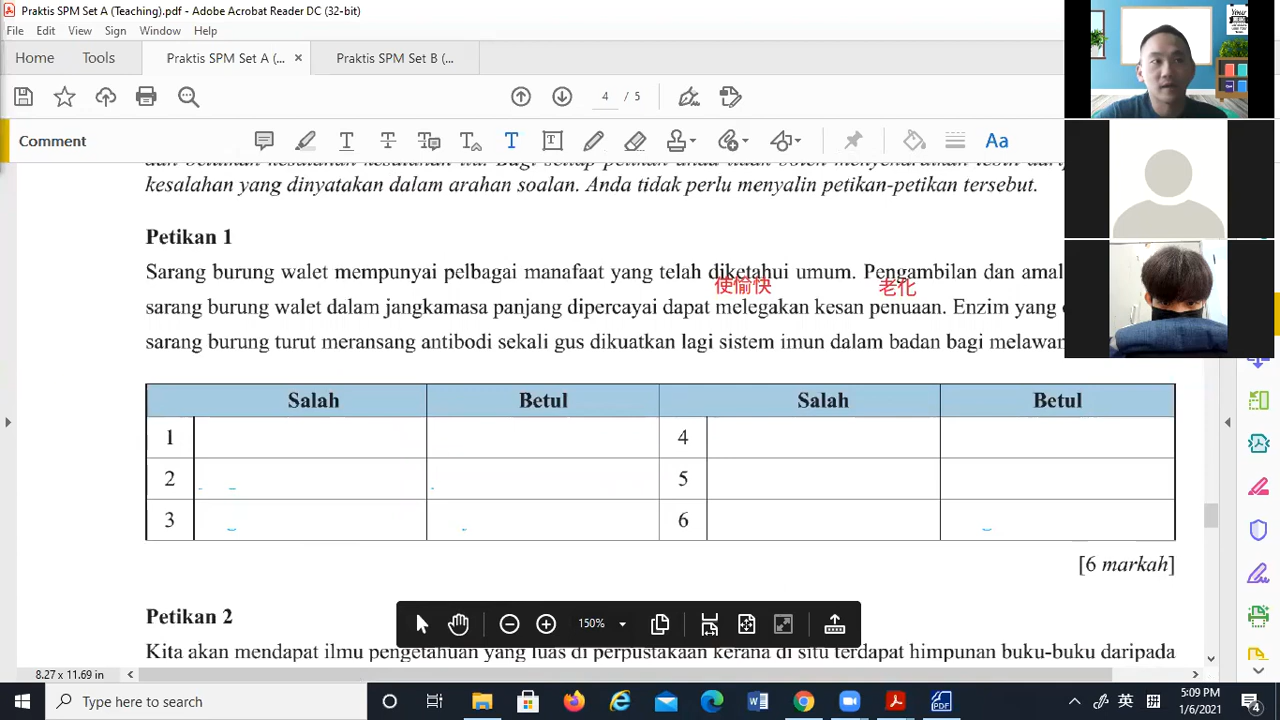 Praktis SPM Set A (Teaching).pdf - Adobe Acrobat Reader DC (32-bit)
File Edit View Sign Window Help
Home Tools Praktis SPM Set A (... × Praktis SPM Set B (...
4 / 5
Comment
kesalahan yang dinyatakan dalam arahan soalan. Anda tidak perlu menyalin petikan-petikan tersebut.
Petikan 1
Sarang burung walet mempunyai pelbagai manafaat yang telah diketahui umum. Pengambilan dan amal
使愉快 老化
sarang burung walet dalam jangkamasa panjang dipercayai dapat melegakan kesan penuaan. Enzim yang
sarang burung turut meransang antibodi sekali gus dikuatkan lagi sistem imun dalam badan bagi melawan
Salah Betul Salah Betul
1 4
2 5
3 6
[6 markah]
Petikan 2
150%
Kita akan mendapat ilmu pengetahuan yang luas di perpustakaan kerana di situ terdapat himpunan buku-buku daripada
8.27 x 11.69 in
Type here to search
英
5:09 PM
1/6/2021
4